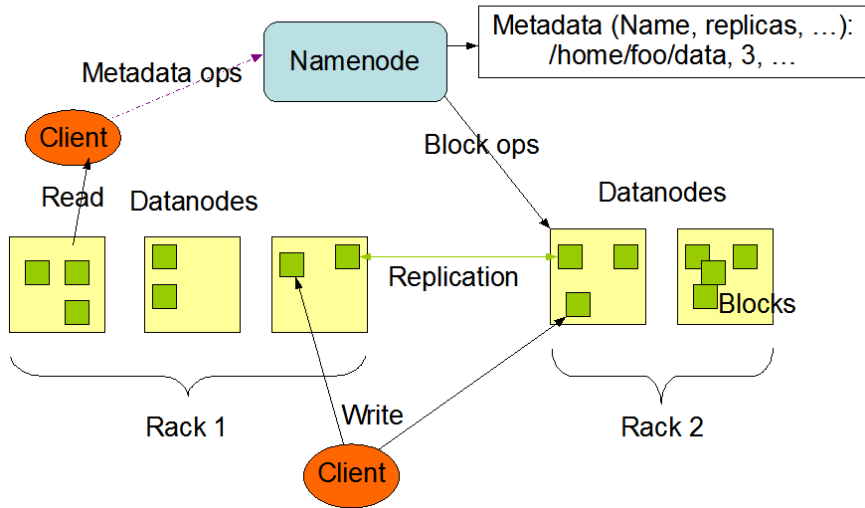 Metadata (Name, replicas, …):
/home/foo/data, 3, …
Namenode
Metadata ops
Client
Block ops
Read
Datanodes
Datanodes
Replication
Blocks
Rack 1
Write
Rack 2
Client